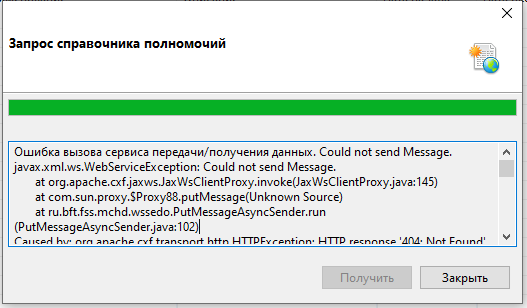 Запрос справочника полномочий
Ошибка вызова сервиса передачи/получения данных. Could not send Message.
javax.xml.ws.WebServiceException: Could not send Message.
at org.apache.cxf.jaxws.JaxWsClientProxy.invoke(JaxWsClientProxy.java:145)
at com.sun.proxy.$Proxy88.putMessage(Unknown Source)
at ru.bft.fss.mchd.wssedo.PutMessageAsyncSender.run
(PutMessageAsyncSender.java:102)
Caused by: org.apache.cxf.transport.http.HTTPException: HTTP response '404: Not Found'
Получить
Закрыть